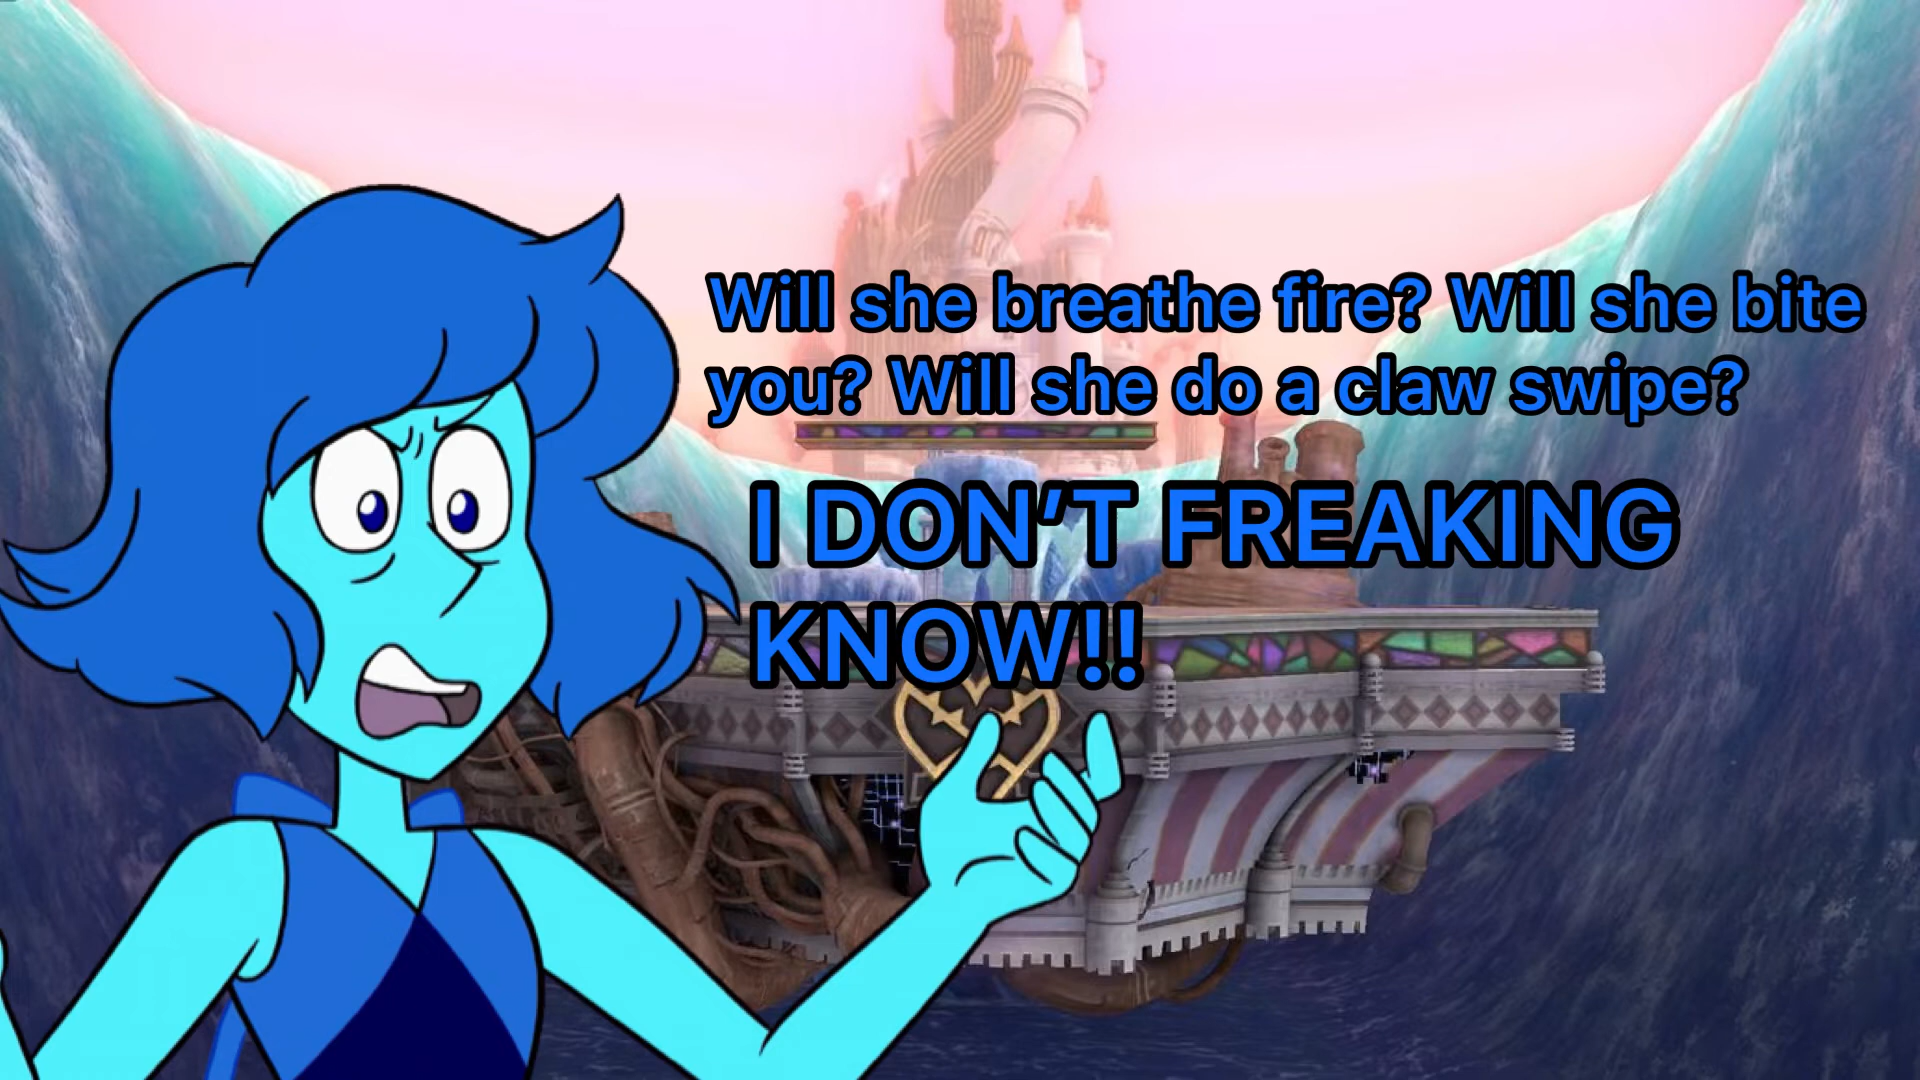 Will she breathe fire? Will she bite
you? Will she do a claw swipe?
I DON’T FREAKING
KNOW!!